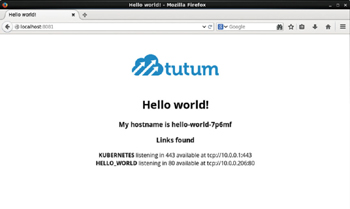 Hello world! - Mozilla Firefox
Hello world!
localhost:8081
Google
tutum
Hello world!
My hostname is hello-world-7p6mf
Links found
KUBERNETES listening in 443 available at tcp://10.0.0.1:443
HELLO_WORLD listening in 80 available at tcp://10.0.0.206:80